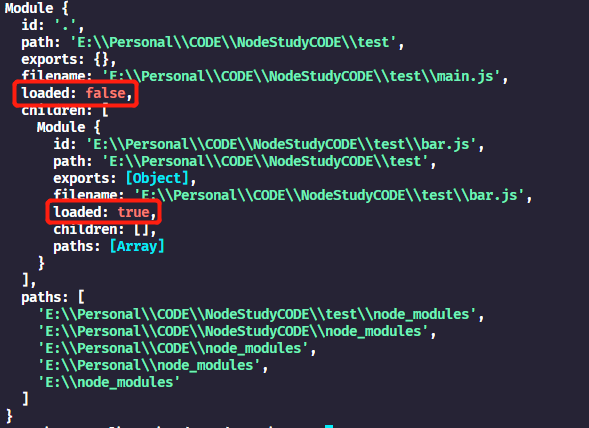 Module {
  id: '.',
  path: 'E:\\Personal\\CODE\\NodeStudyCODE\\test',
  exports: {},
  filename: 'E:\\Personal\\CODE\\NodeStudyCODE\\test\\main.js',
  loaded: false,
  children: [
    Module {
      id: 'E:\\Personal\\CODE\\NodeStudyCODE\\test\\bar.js',
      path: 'E:\\Personal\\CODE\\NodeStudyCODE\\test',
      exports: [Object],
      filename: 'E:\\Personal\\CODE\\NodeStudyCODE\\test\\bar.js',
      loaded: true,
      children: [],
      paths: [Array]
    }
  ],
  paths: [
    'E:\\Personal\\CODE\\NodeStudyCODE\\test\\node_modules',
    'E:\\Personal\\CODE\\NodeStudyCODE\\node_modules',
    'E:\\Personal\\CODE\\node_modules',
    'E:\\Personal\\node_modules',
    'E:\\node_modules'
  ]
}